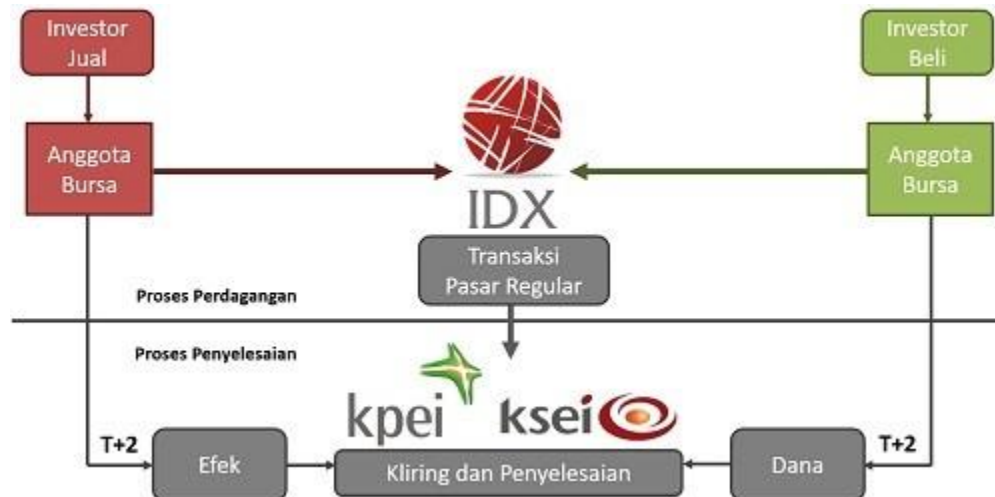 Investor
Jual
Investor
Beli
Anggota
Bursa
Anggota
Bursa
IDX
Transaksi
Pasar Regular
Proses Perdagangan
Proses Penyelesaian
kpei
ksei
T+2
Efek
Kliring dan Penyelesaian
Dana
T+2